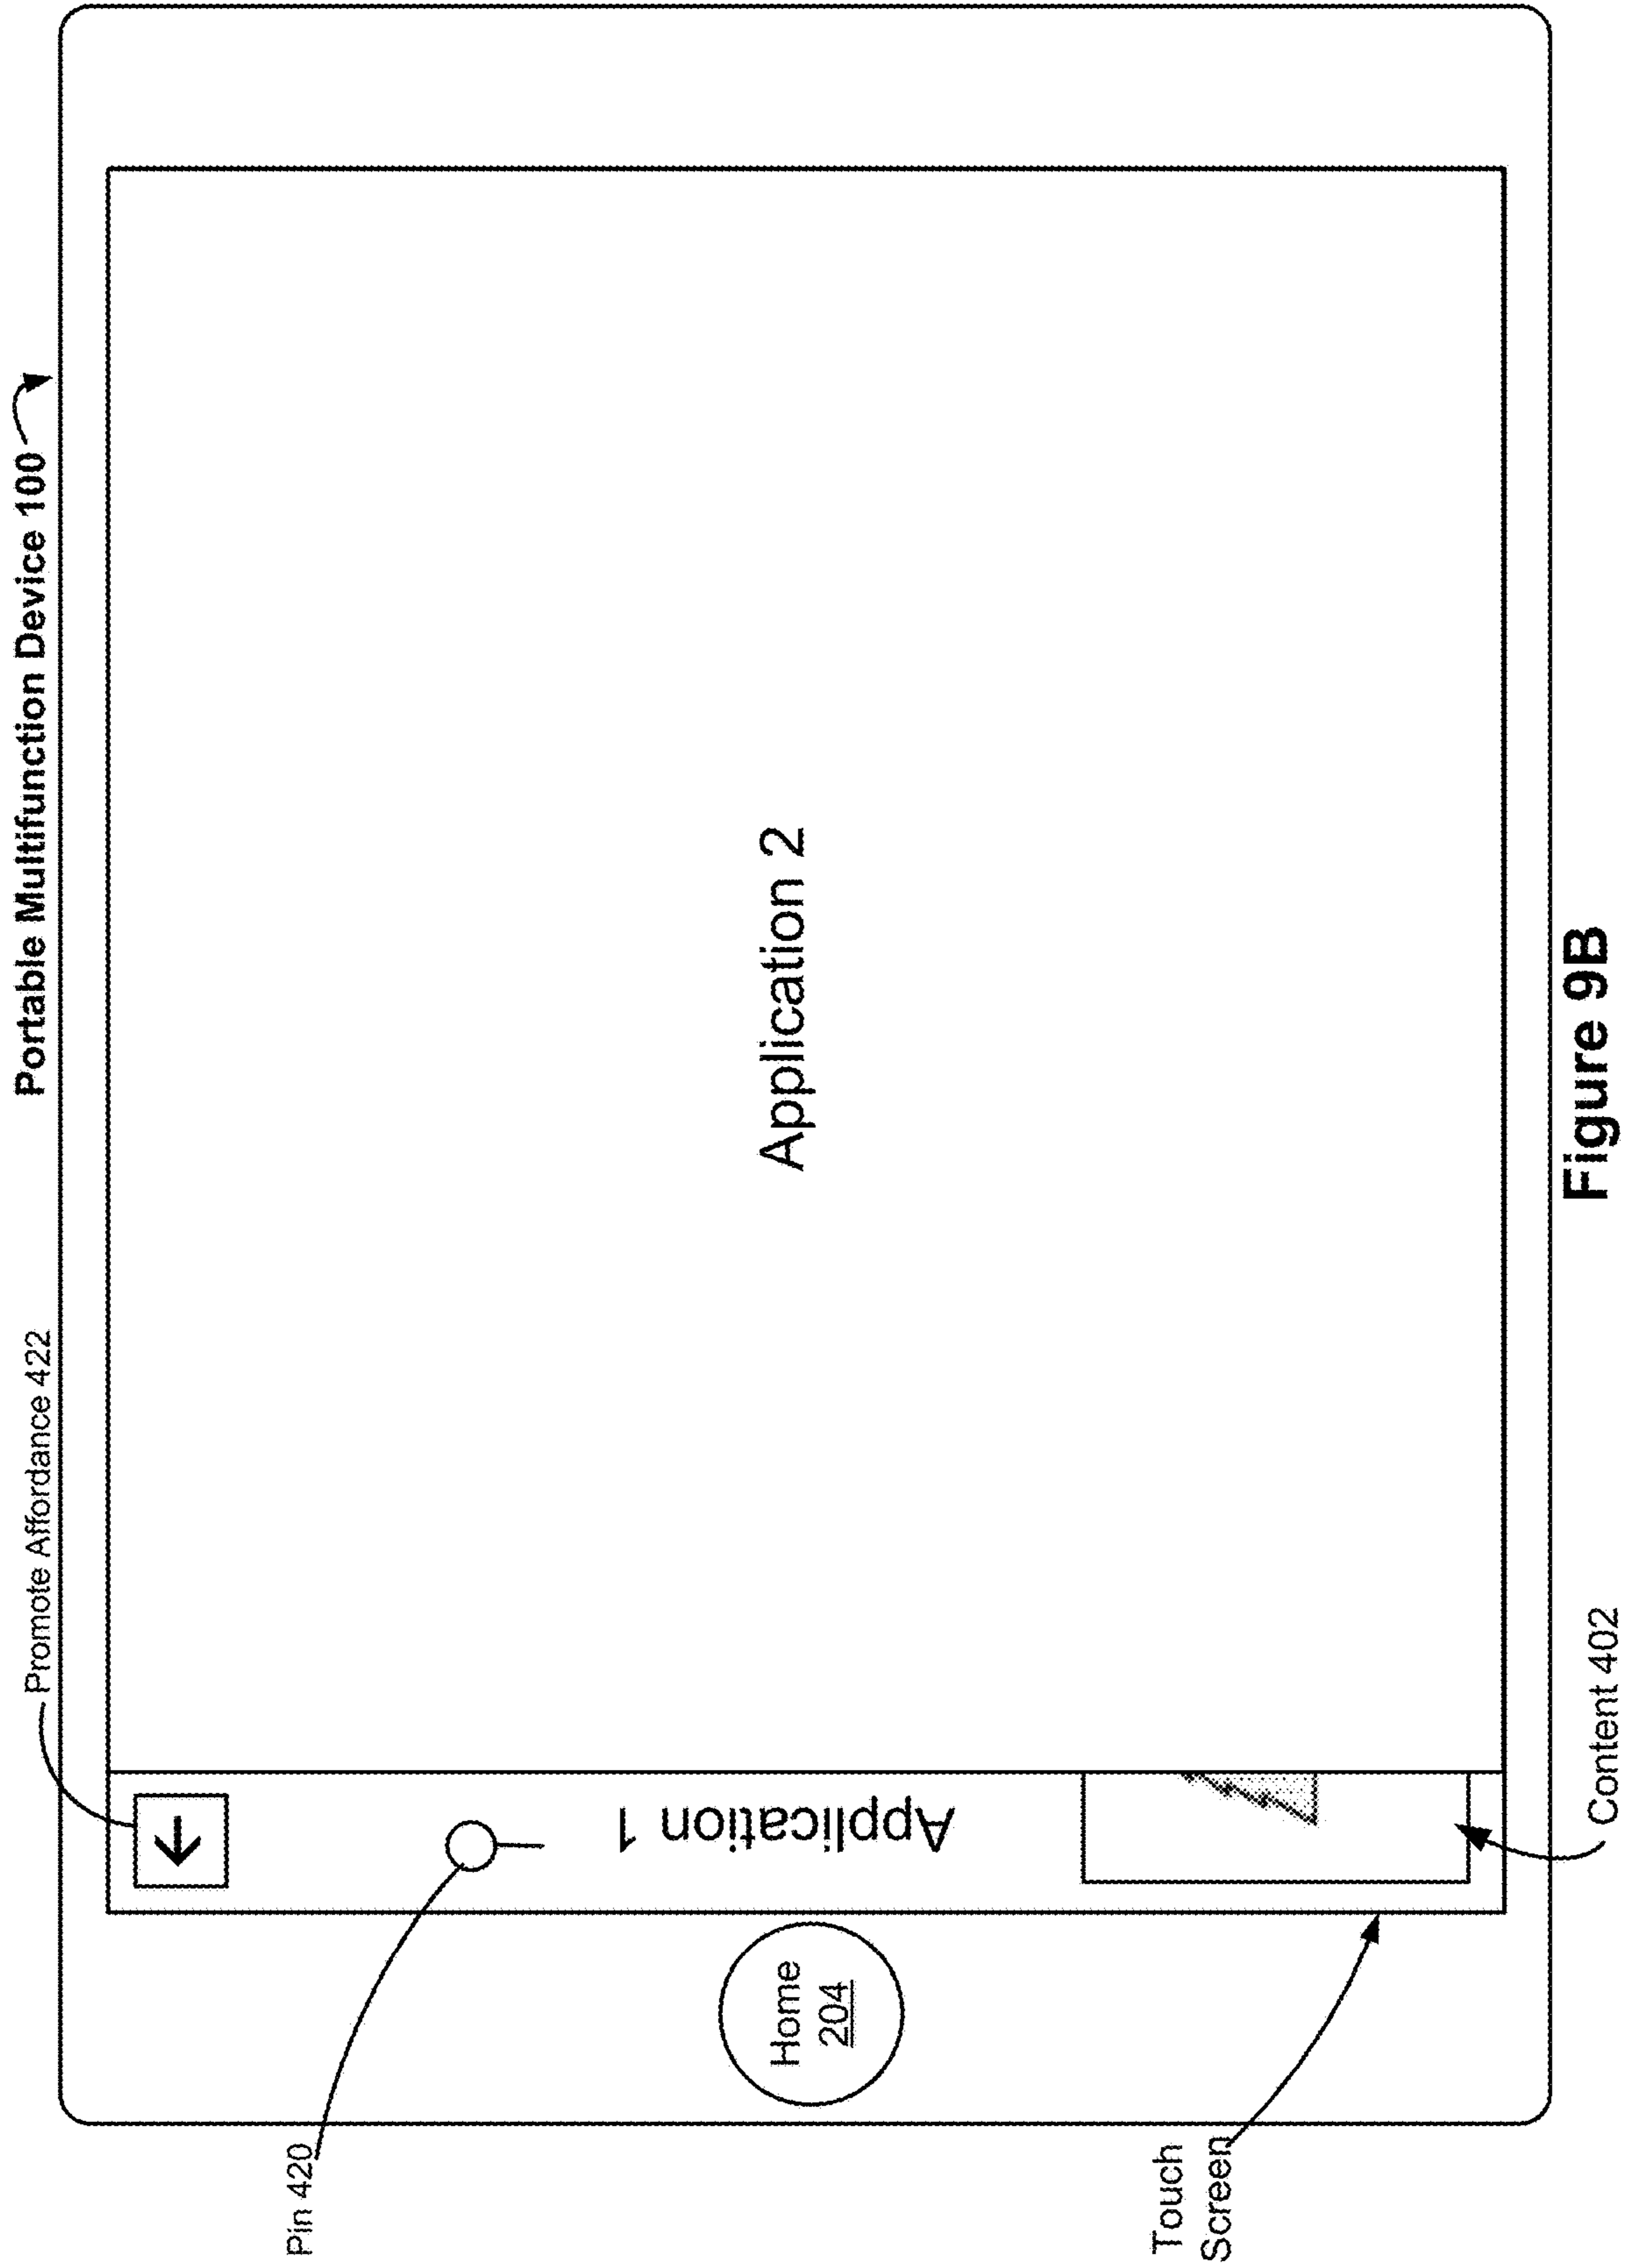 Portable Multifunction Device 100
Promote Affordance 422
Pin 420
Application 2
Application 1
Home
204
Touch
Screen
Content 402
Figure 9B